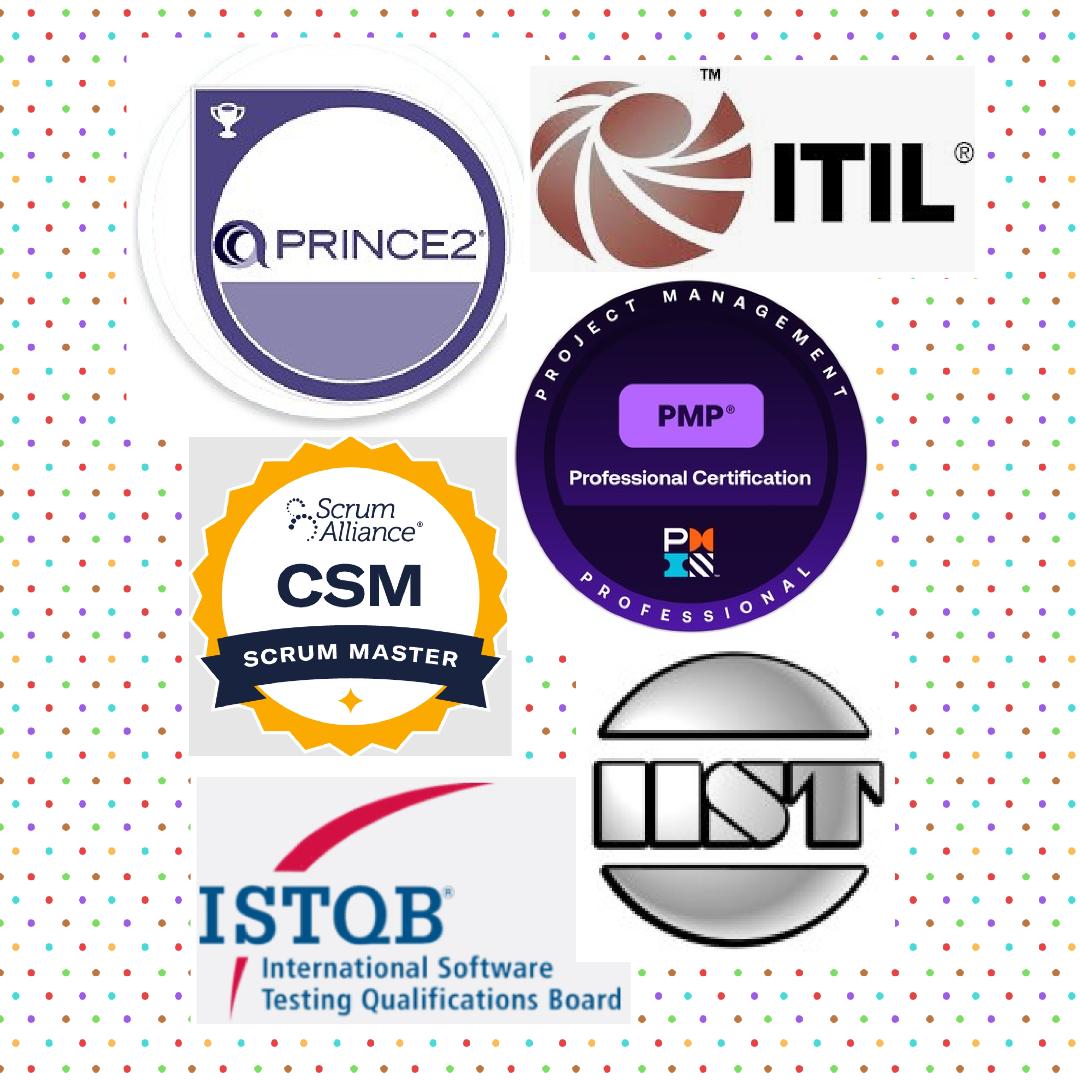 PRINCE2®
™
ITIL®
PROJECT MANAGEMENT
PMP®
Professional Certification
PMI™
PROFESSIONAL
Scrum
Alliance®
CSM
SCRUM MASTER
IIST
ISTQB®
International Software
Testing Qualifications Board